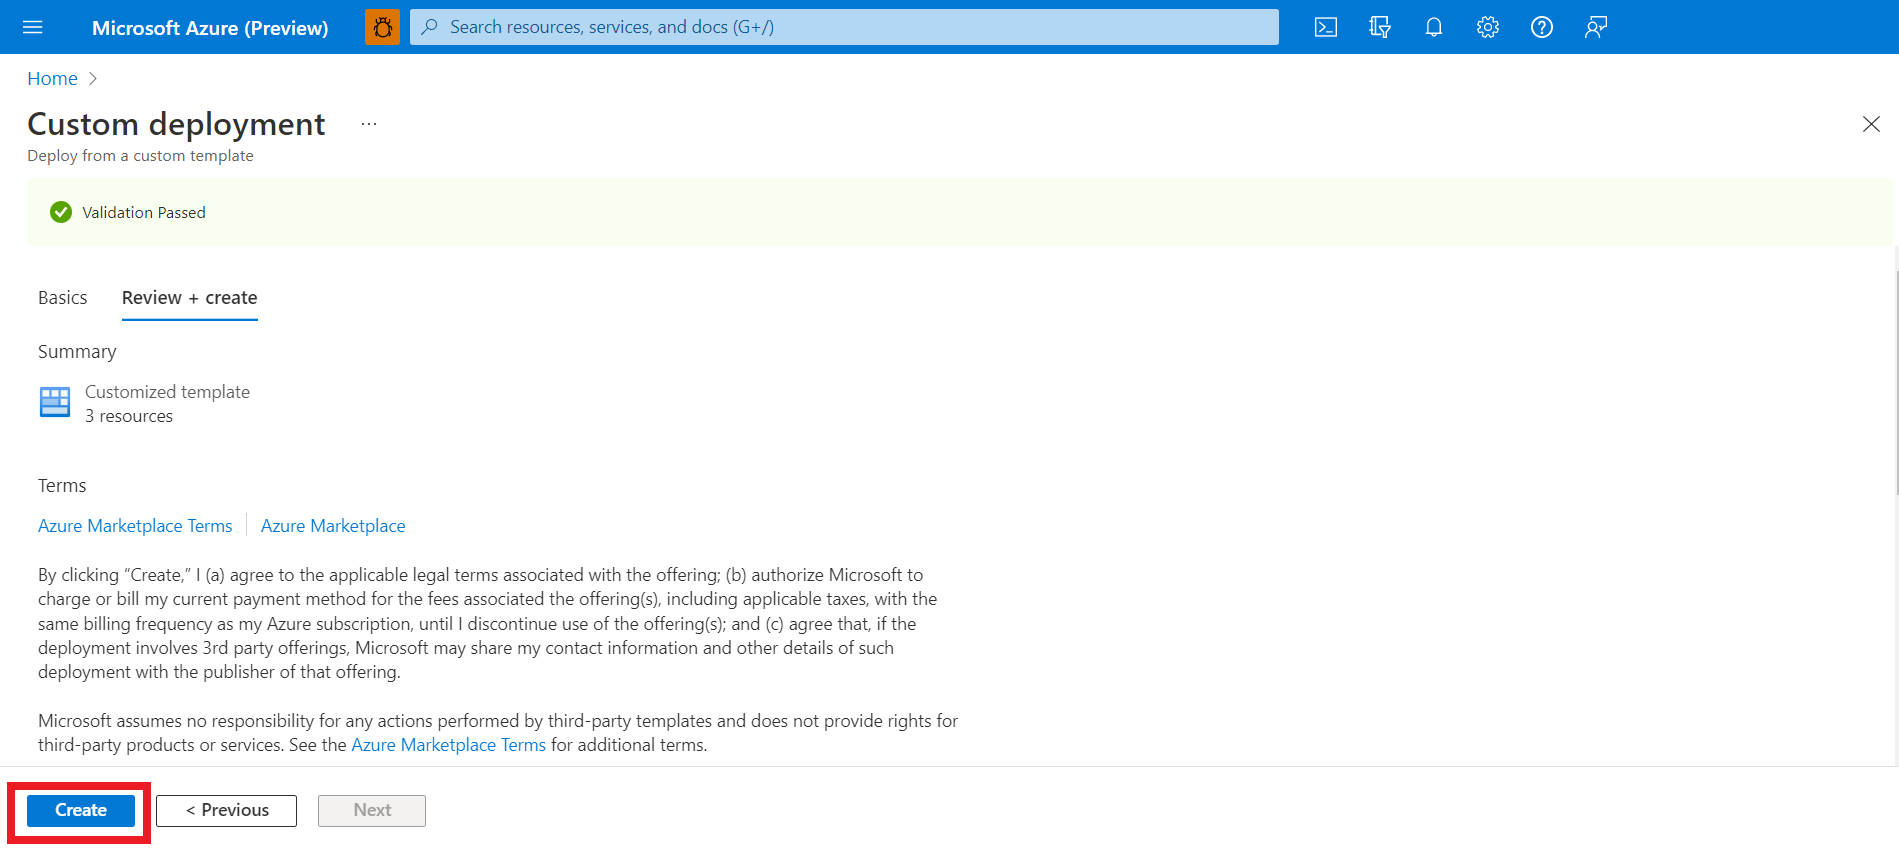 Microsoft Azure (Preview)
Search resources, services, and docs (G+/)
Home
Custom deployment
Deploy from a custom template
Validation Passed
Basics
Review + create
Summary
Customized template
3 resources
Terms
Azure Marketplace Terms
Azure Marketplace
By clicking “Create,” I (a) agree to the applicable legal terms associated with the offering; (b) authorize Microsoft to
charge or bill my current payment method for the fees associated the offering(s), including applicable taxes, with the
same billing frequency as my Azure subscription, until I discontinue use of the offering(s); and (c) agree that, if the
deployment involves 3rd party offerings, Microsoft may share my contact information and other details of such
deployment with the publisher of that offering.
Microsoft assumes no responsibility for any actions performed by third-party templates and does not provide rights for
third-party products or services. See the Azure Marketplace Terms for additional terms.
Create
< Previous
Next